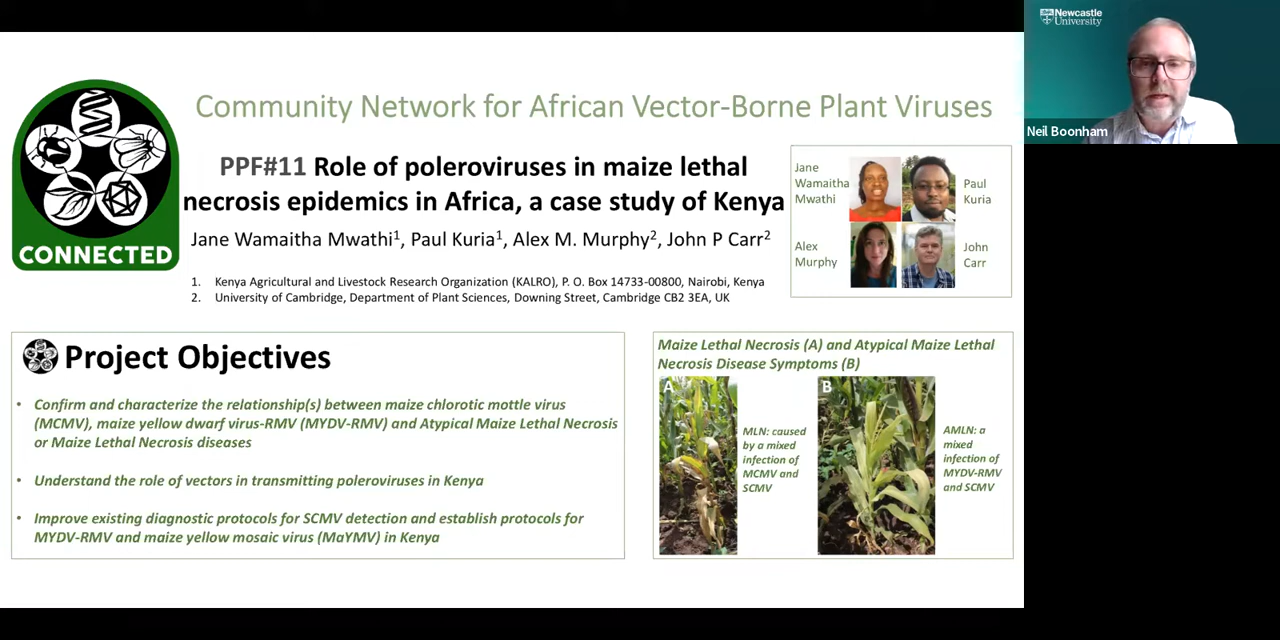 Community Network for African Vector-Borne Plant Viruses
CONNECTED
PPF#11 Role of poleroviruses in maize lethal
necrosis epidemics in Africa, a case study of Kenya
Jane Wamaitha Mwathi¹, Paul Kuria¹, Alex M. Murphy², John P Carr²
1. Kenya Agricultural and Livestock Research Organization (KALRO), P. O. Box 14733-00800, Nairobi, Kenya
2. University of Cambridge, Department of Plant Sciences, Downing Street, Cambridge CB2 3EA, UK
Jane
Wamaitha
Mwathi
Paul
Kuria
Alex
Murphy
John
Carr
Newcastle
University
Neil Boonham
Project Objectives
• Confirm and characterize the relationship(s) between maize chlorotic mottle virus
(MCMV), maize yellow dwarf virus-RMV (MYDV-RMV) and Atypical Maize Lethal Necrosis
or Maize Lethal Necrosis diseases
• Understand the role of vectors in transmitting poleroviruses in Kenya
• Improve existing diagnostic protocols for SCMV detection and establish protocols for
MYDV-RMV and maize yellow mosaic virus (MaYMV) in Kenya
Maize Lethal Necrosis (A) and Atypical Maize Lethal
Necrosis Disease Symptoms (B)
A
MLN: caused
by a mixed
infection of
MCMV and
SCMV
B
AMLN: a
mixed
infection of
MYDV-RMV
and SCMV